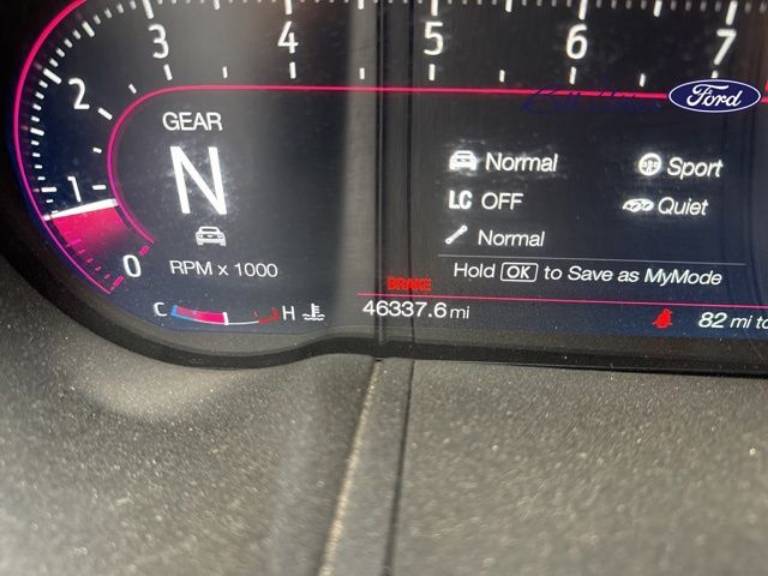 3 4 5 6 7
2
Ford
GEAR
N
Normal Sport
1
LC OFF Quiet
Normal
0
RPM x 1000
Hold OK to Save as MyMode
BRAKE
C H 46337.6 mi 82 mi to